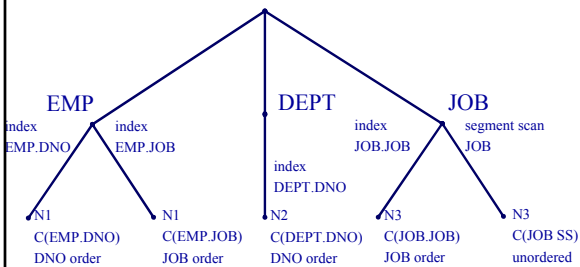 EMP
DEPT
JOB
index
EMP.DNO
index
EMP.JOB
index
DEPT.DNO
index
JOB.JOB
segment scan
JOB
N1
C(EMP.DNO)
DNO order
N1
C(EMP.JOB)
JOB order
N2
C(DEPT.DNO)
DNO order
N3
C(JOB.JOB)
JOB order
N3
C(JOB SS)
unordered